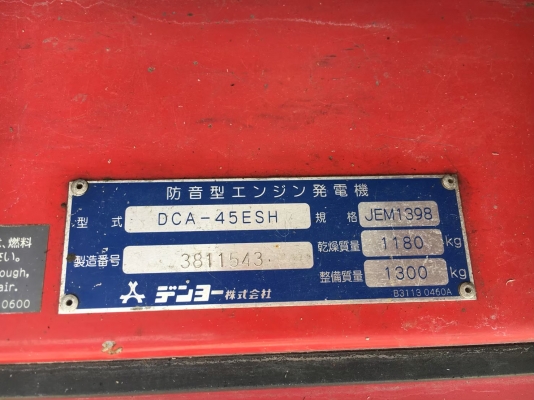 防音型エンジン発電機
型式 DCA-45ESH 規格 JEM1398
乾燥質量 1180 kg
製造番号 3811543
整備質量 1300 kg
デンヨー株式会社
B3113 0460A
燃料
さい。
ough,
air.
0600